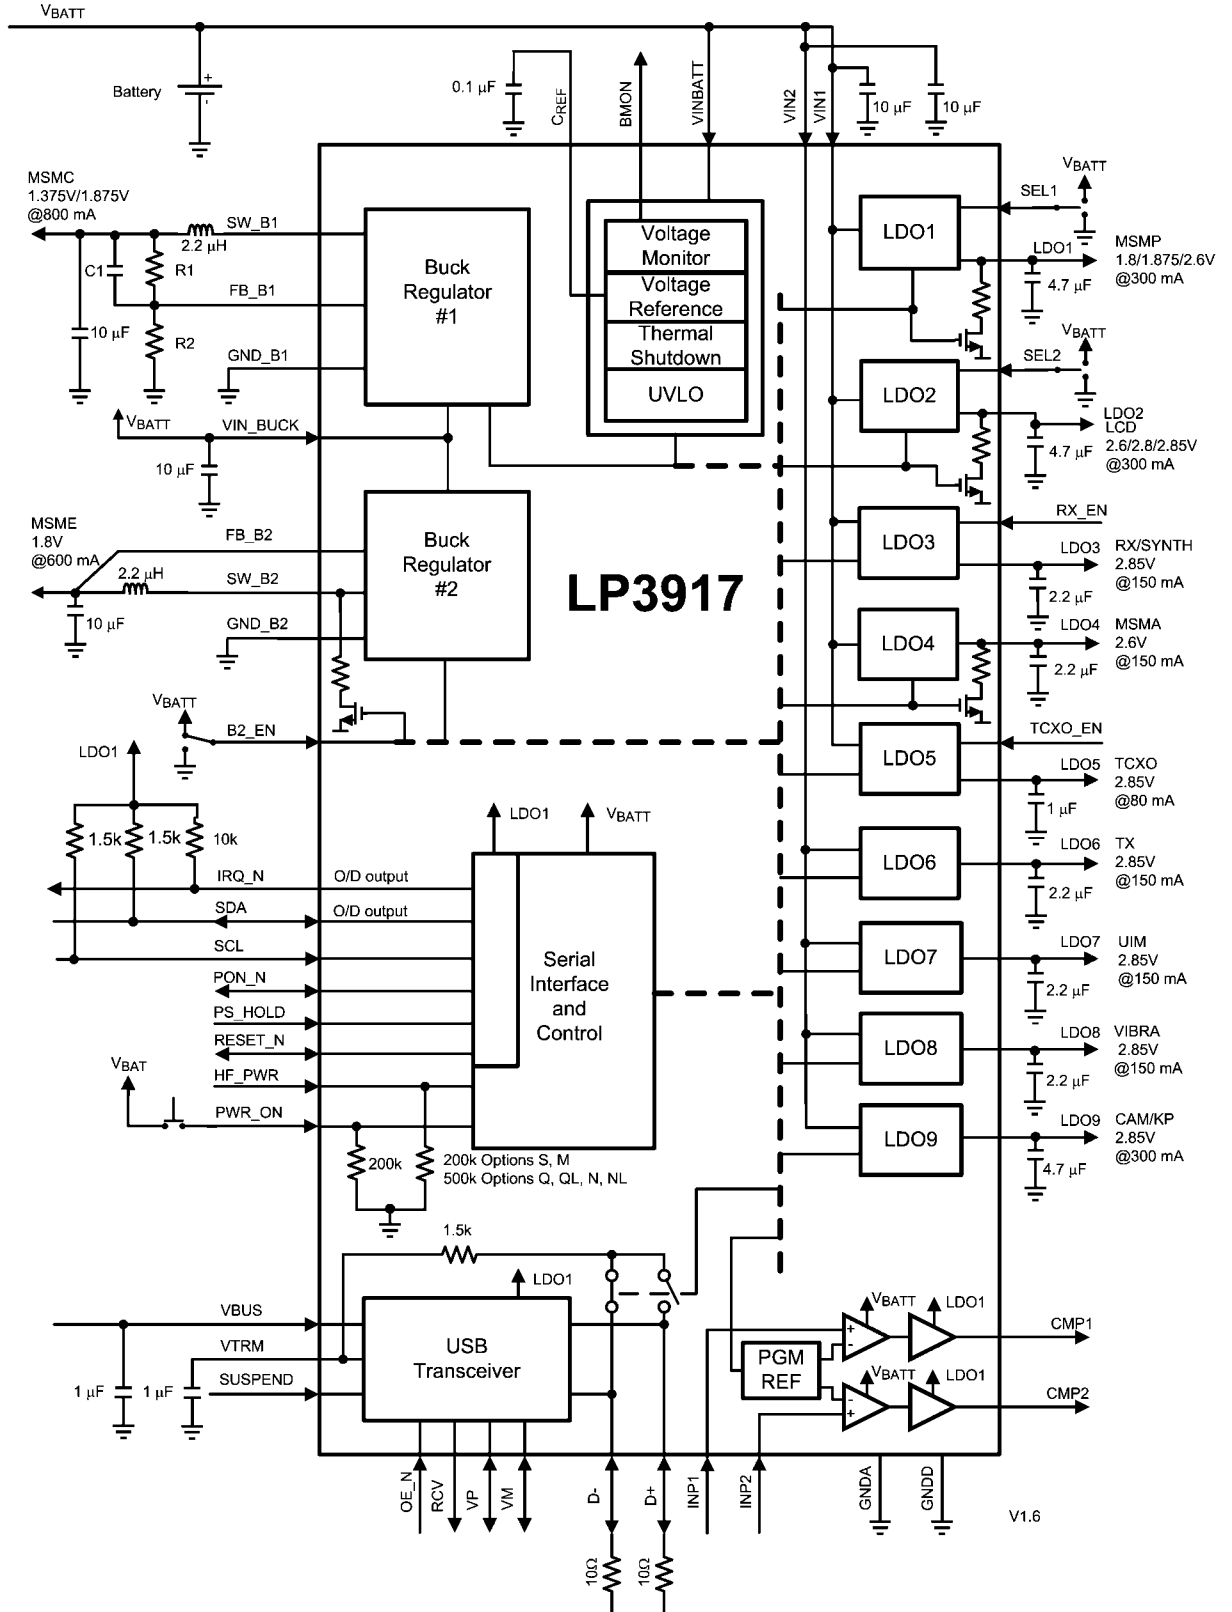 VBATT
Battery
0.1 µF
CREF
BMON
VINBATT
VIN2
VIN1
10 µF
10 µF
MSMC
1.375V/1.875V
@800 mA
SW_B1
2.2 µH
C1
R1
FB_B1
10 µF
R2
GND_B1
Buck
Regulator
#1
VBATT
VIN_BUCK
10 µF
Voltage
Monitor
Voltage
Reference
Thermal
Shutdown
UVLO
LDO1
SEL1
VBATT
LDO1
MSMP
1.8/1.875/2.6V
@300 mA
4.7 µF
LDO2
SEL2
VBATT
LDO2
LCD
2.6/2.8/2.85V
@300 mA
4.7 µF
MSME
1.8V
@600 mA
FB_B2
2.2 µH
SW_B2
10 µF
GND_B2
Buck
Regulator
#2
LP3917
LDO3
RX_EN
LDO3
RX/SYNTH
2.85V
@150 mA
2.2 µF
LDO4
LDO4
MSMA
2.6V
@150 mA
2.2 µF
VBATT
B2_EN
LDO5
TCXO_EN
LDO5
TCXO
2.85V
@80 mA
1 µF
LDO1
1.5k
1.5k
10k
LDO1
VBATT
IRQ_N
O/D output
SDA
O/D output
SCL
PON_N
PS_HOLD
RESET_N
HF_PWR
VBAT
PWR_ON
Serial
Interface
and
Control
200k
200k Options S, M
500k Options Q, QL, N, NL
LDO6
LDO6
TX
2.85V
@150 mA
2.2 µF
LDO7
LDO7
UIM
2.85V
@150 mA
2.2 µF
LDO8
LDO8
VIBRA
2.85V
@150 mA
2.2 µF
LDO9
LDO9
CAM/KP
2.85V
@300 mA
4.7 µF
1.5k
LDO1
VBUS
VTRM
SUSPEND
1 µF
1 µF
USB
Transceiver
PGM
REF
+
-
VBATT
LDO1
CMP1
-
+
VBATT
LDO1
CMP2
OE_N
RCV
VP
VM
D-
D+
INP1
INP2
GNDA
GNDD
10Ω
10Ω
V1.6